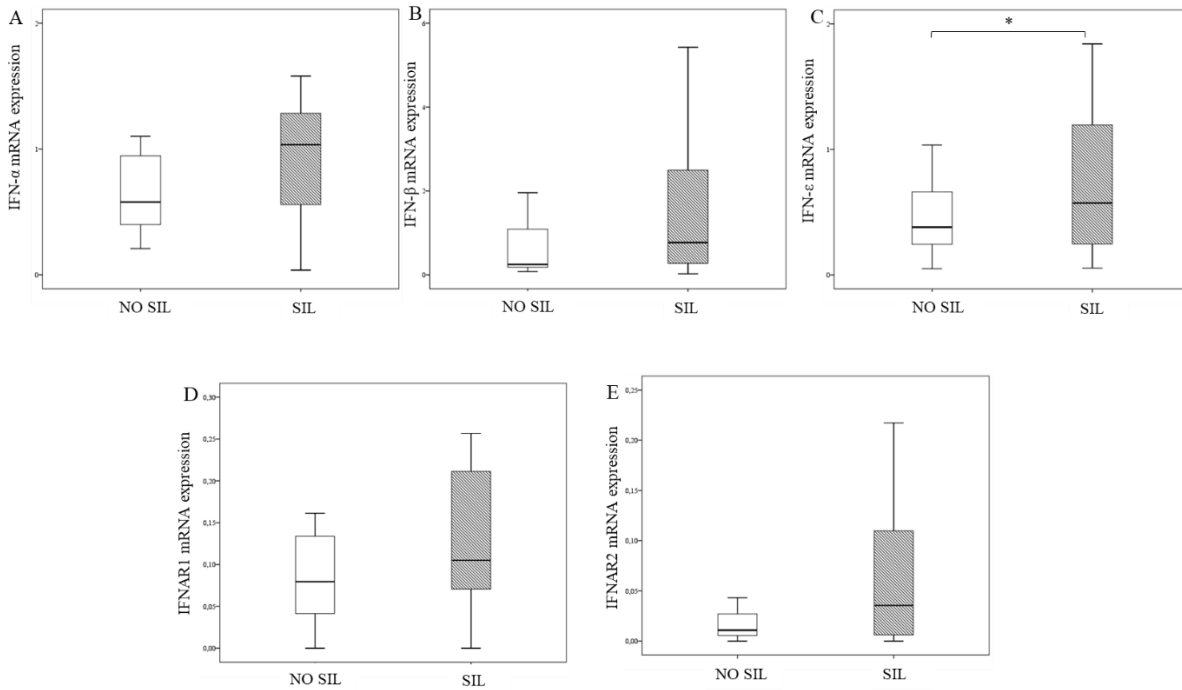 A
IFN-α mRNA expression
2
1
0
NO SIL
SIL
B
IFN-β mRNA expression
6
4
2
0
NO SIL
SIL
C
IFN-ε mRNA expression
2
1
0
*
NO SIL
SIL
D
IFNAR1 mRNA expression
0,30
0,25
0,20
0,15
0,10
0,05
0,00
NO SIL
SIL
E
IFNAR2 mRNA expression
0,25
0,20
0,15
0,10
0,05
0,00
NO SIL
SIL